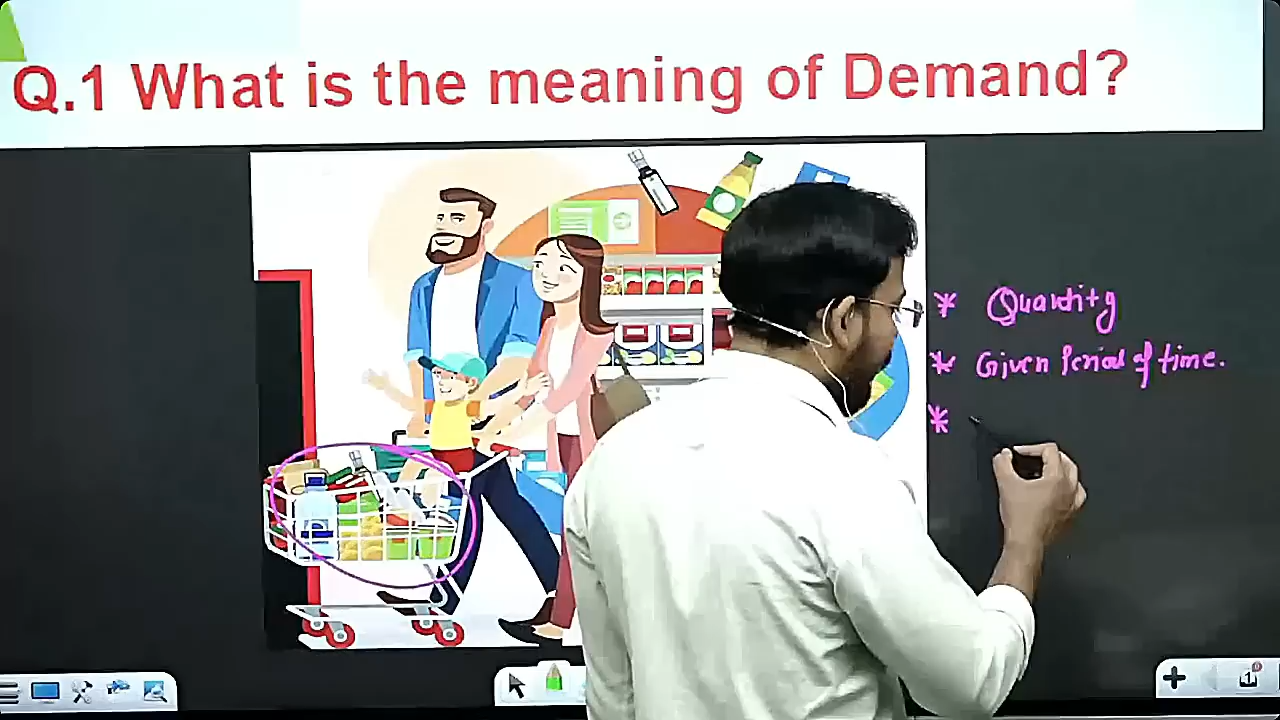 Q.1 What is the meaning of Demand?
* Quantity
* Given Period of time.
*